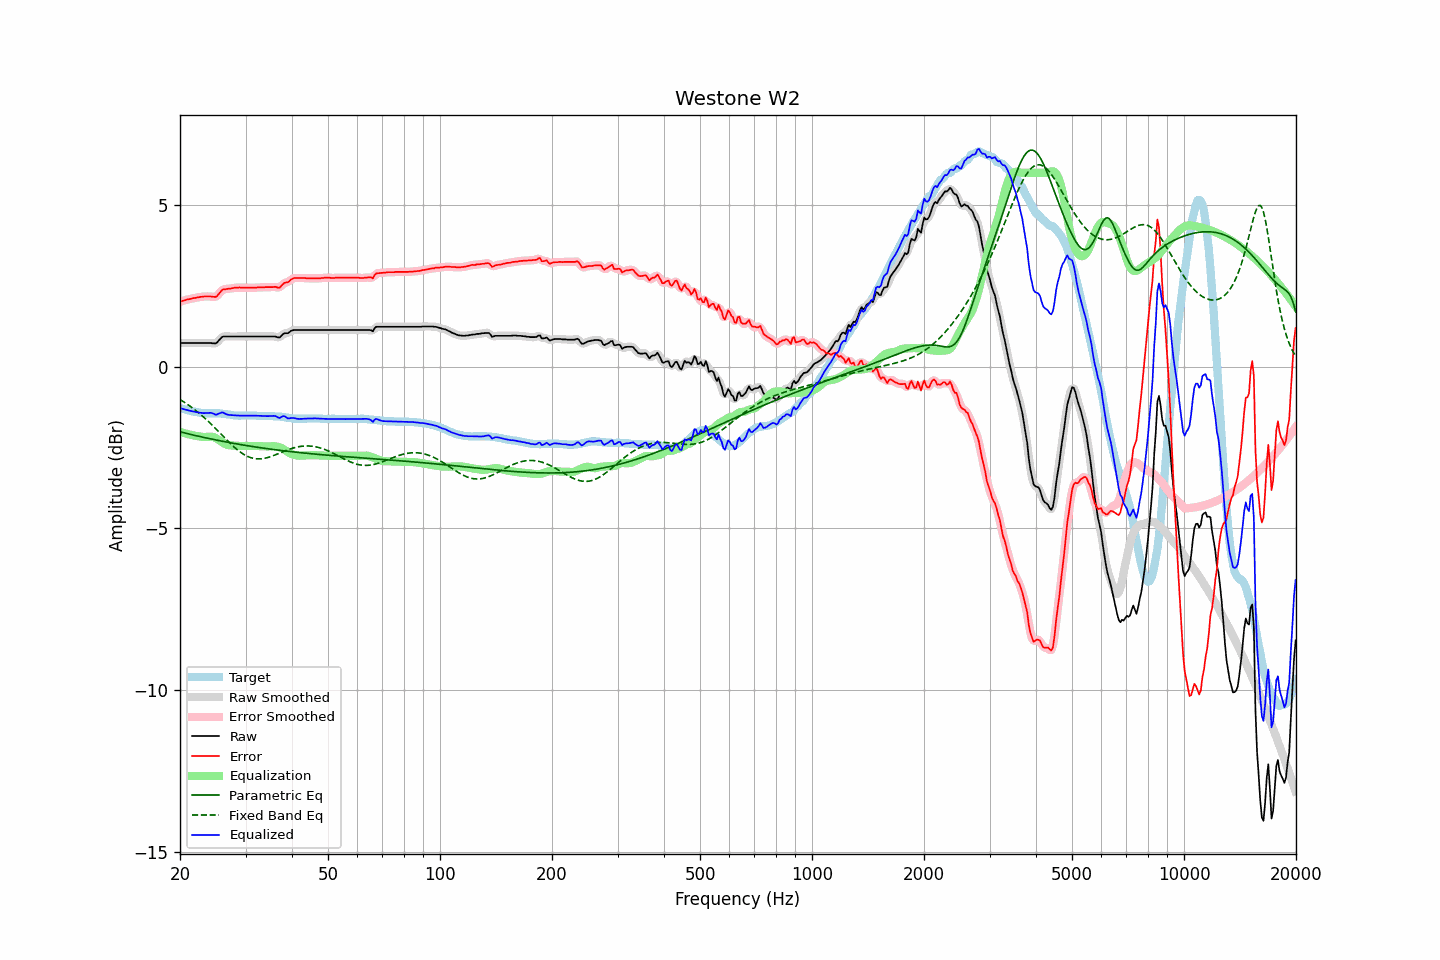 Westone W2
Amplitude (dBr)
5
0
−5
−10
−15
Target
Raw Smoothed
Error Smoothed
Raw
Error
Equalization
Parametric Eq
Fixed Band Eq
Equalized
20 50 100 200 500 1000 2000 5000 10000 20000
Frequency (Hz)